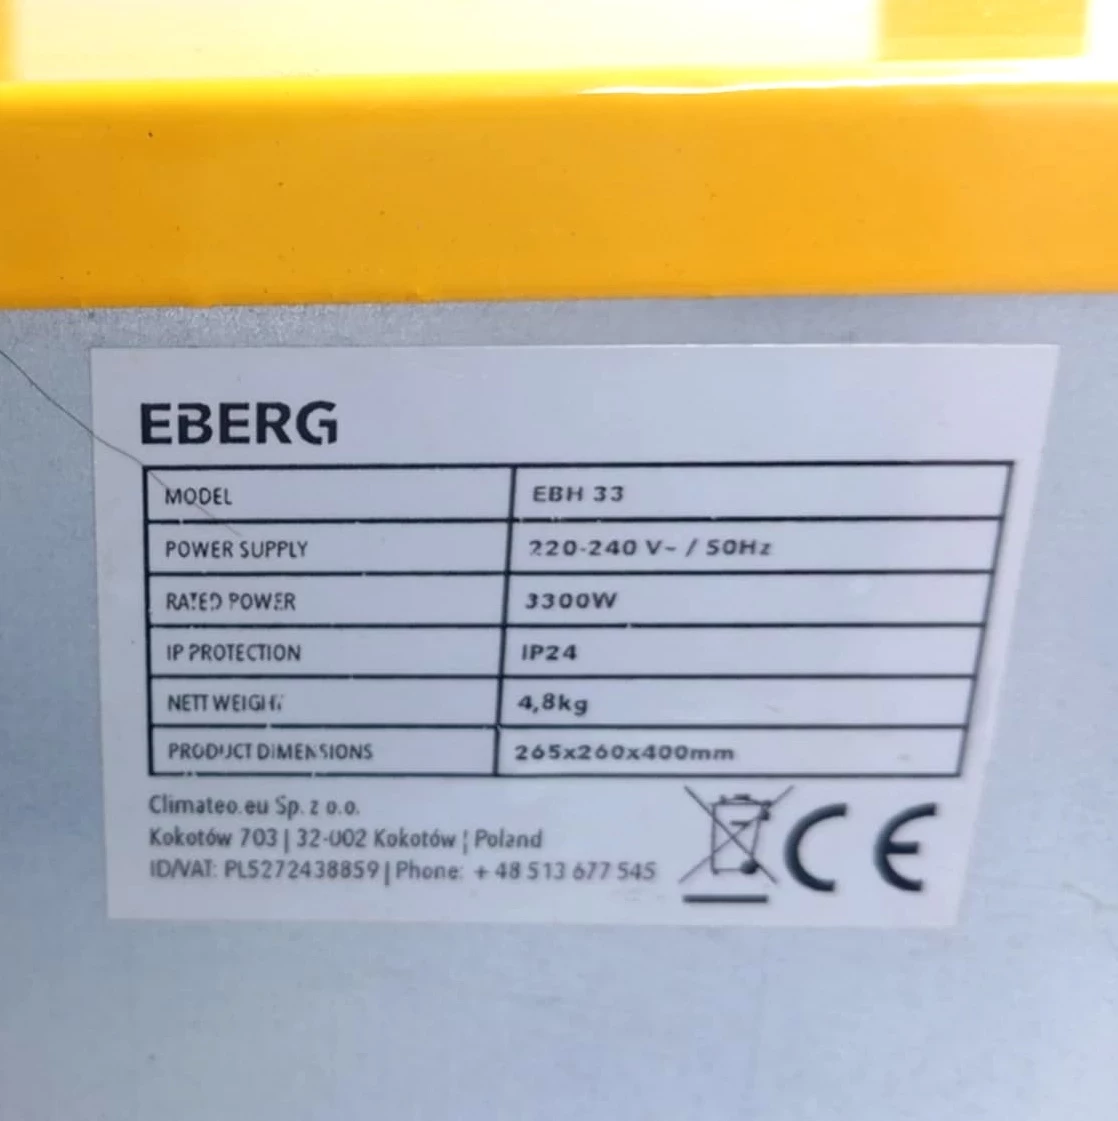 EBERG
MODEL EBH 33
POWER SUPPLY 220-240 V~ / 50Hz
RATED POWER 3300W
IP PROTECTION IP24
NETT WEIGHT 4,8kg
PRODUCT DIMENSIONS 265x260x400mm
Climateo.eu Sp. z o.o.
Kokotów 703 | 32-002 Kokotów | Poland
ID/VAT: PL5272438859 | Phone: + 48 513 677 545
CE